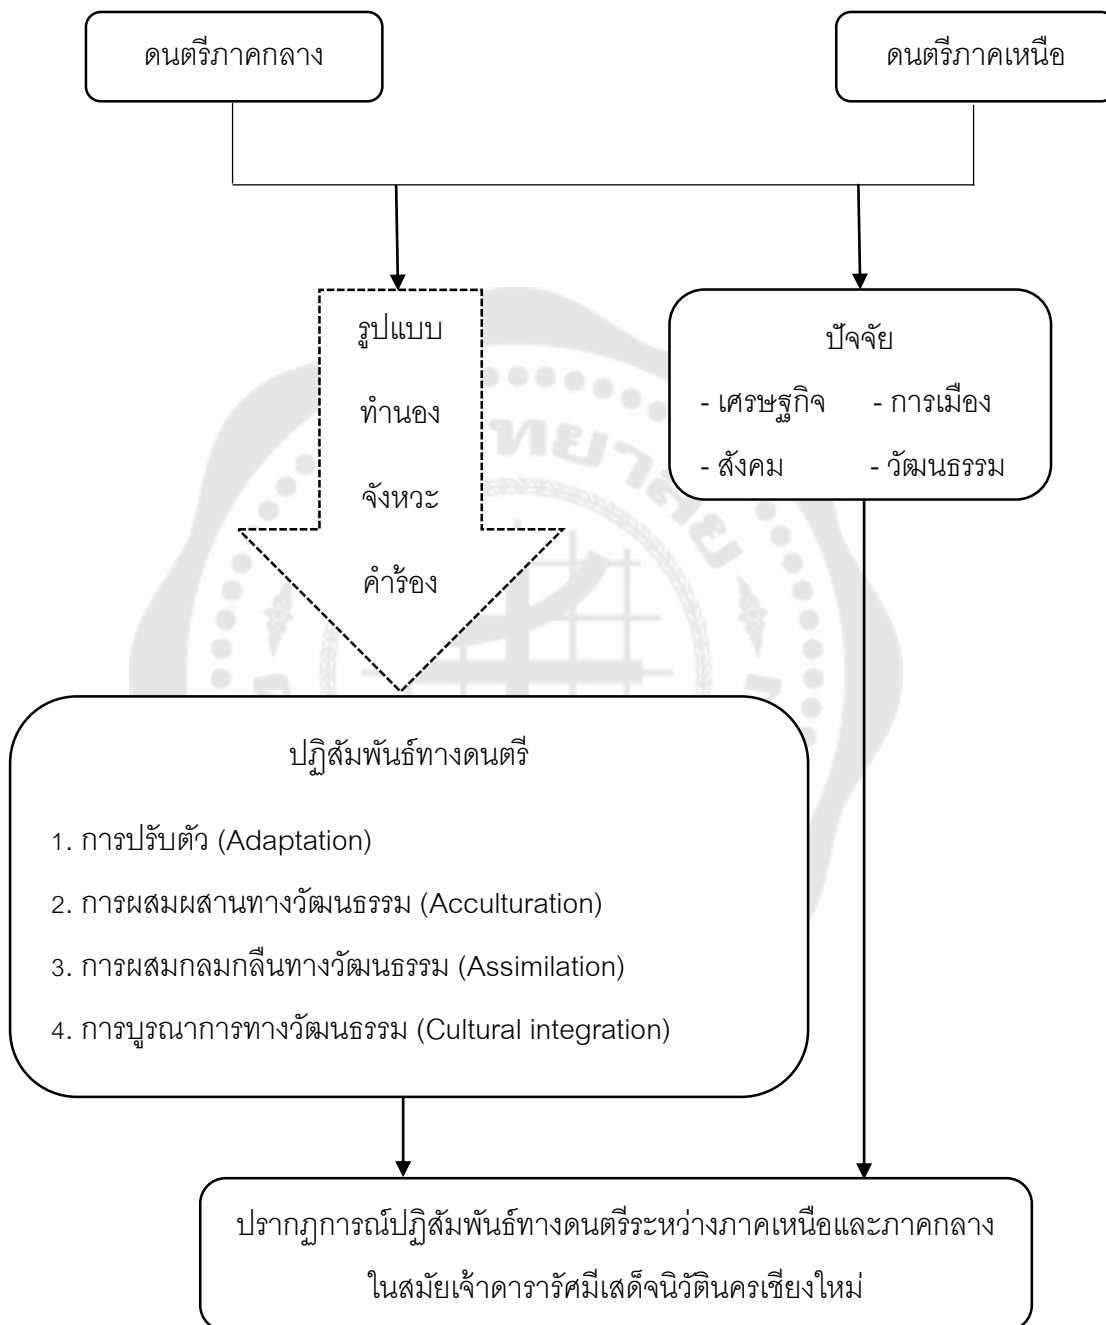 ดนตรีภาคกลาง
ดนตรีภาคเหนือ
รูปแบบ
ทำนอง
จังหวะ
คำร้อง
ปัจจัย
- เศรษฐกิจ - การเมือง
- สังคม - วัฒนธรรม
ปฏิสัมพันธ์ทางดนตรี
1. การปรับตัว (Adaptation)
2. การผสมผสานทางวัฒนธรรม (Acculturation)
3. การผสมกลมกลืนทางวัฒนธรรม (Assimilation)
4. การบูรณาการทางวัฒนธรรม (Cultural integration)
ปรากฏการณ์ปฏิสัมพันธ์ทางดนตรีระหว่างภาคเหนือและภาคกลาง
ในสมัยเจ้าดารารัศมีเสด็จนิวัตินครเชียงใหม่